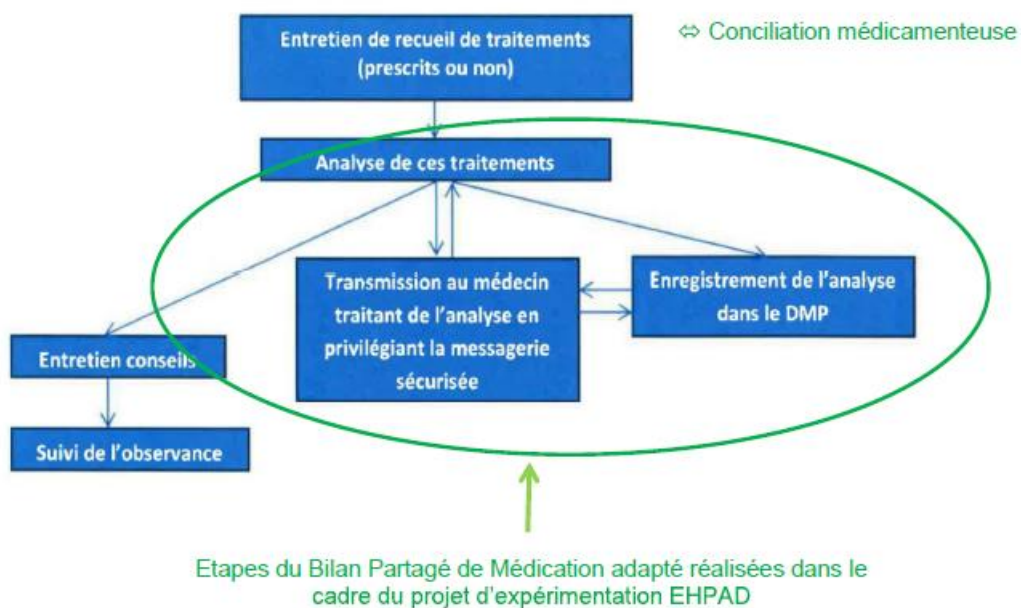 Entretien de recueil de traitements
(prescrits ou non)
⇔ Conciliation médicamenteuse
Analyse de ces traitements
Transmission au médecin
traitant de l'analyse en
privilégiant la messagerie
sécurisée
Enregistrement de l'analyse
dans le DMP
Entretien conseils
Suivi de l'observance
Etapes du Bilan Partagé de Médication adapté réalisées dans le
cadre du projet d'expérimentation EHPAD